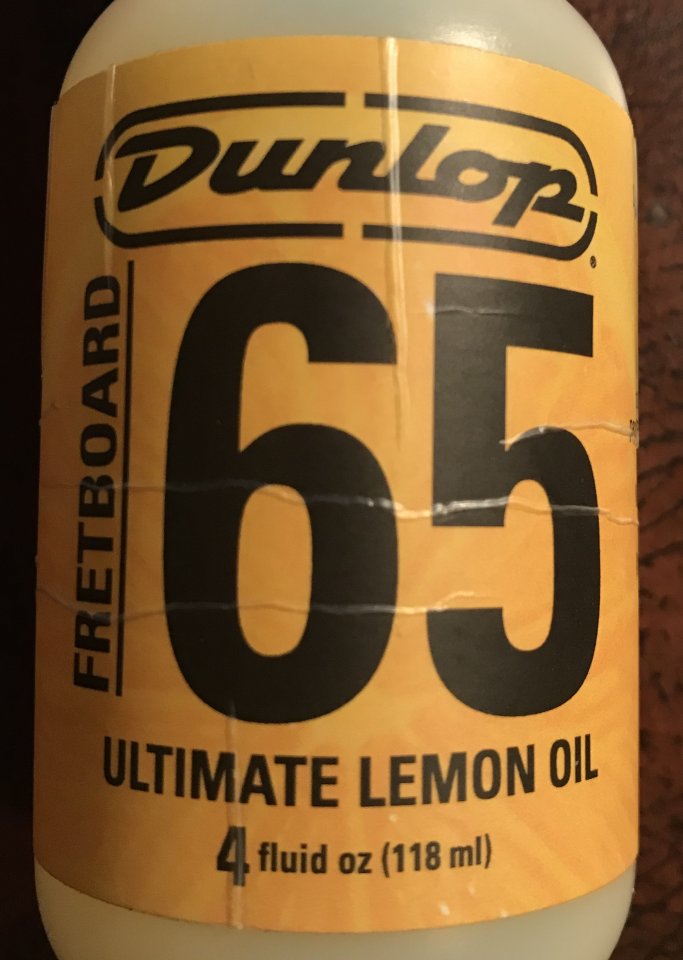 Dunlop®
FRETBOARD
65
ULTIMATE LEMON OIL
4 fluid oz (118 ml)